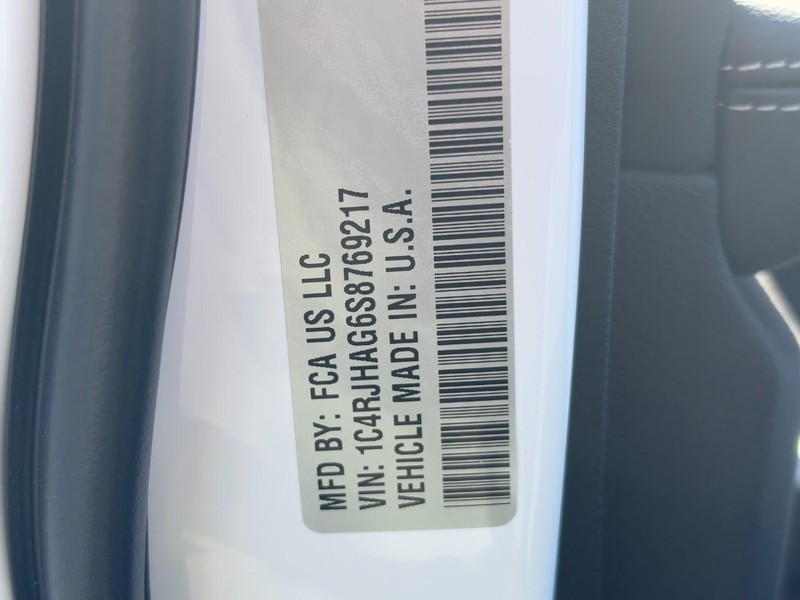 MFD BY: FCA US LLC
VIN: 1C4RJHAG6S8769217
VEHICLE MADE IN: U.S.A.